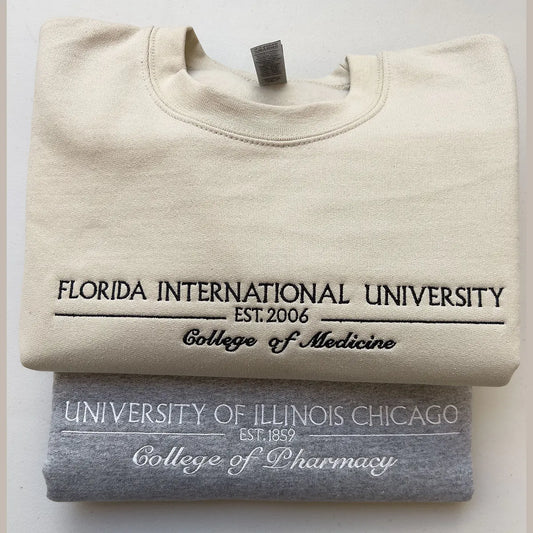 FLORIDA INTERNATIONAL UNIVERSITY
EST. 2006
College of Medicine
UNIVERSITY OF ILLINOIS CHICAGO
EST. 1859
College of Pharmacy